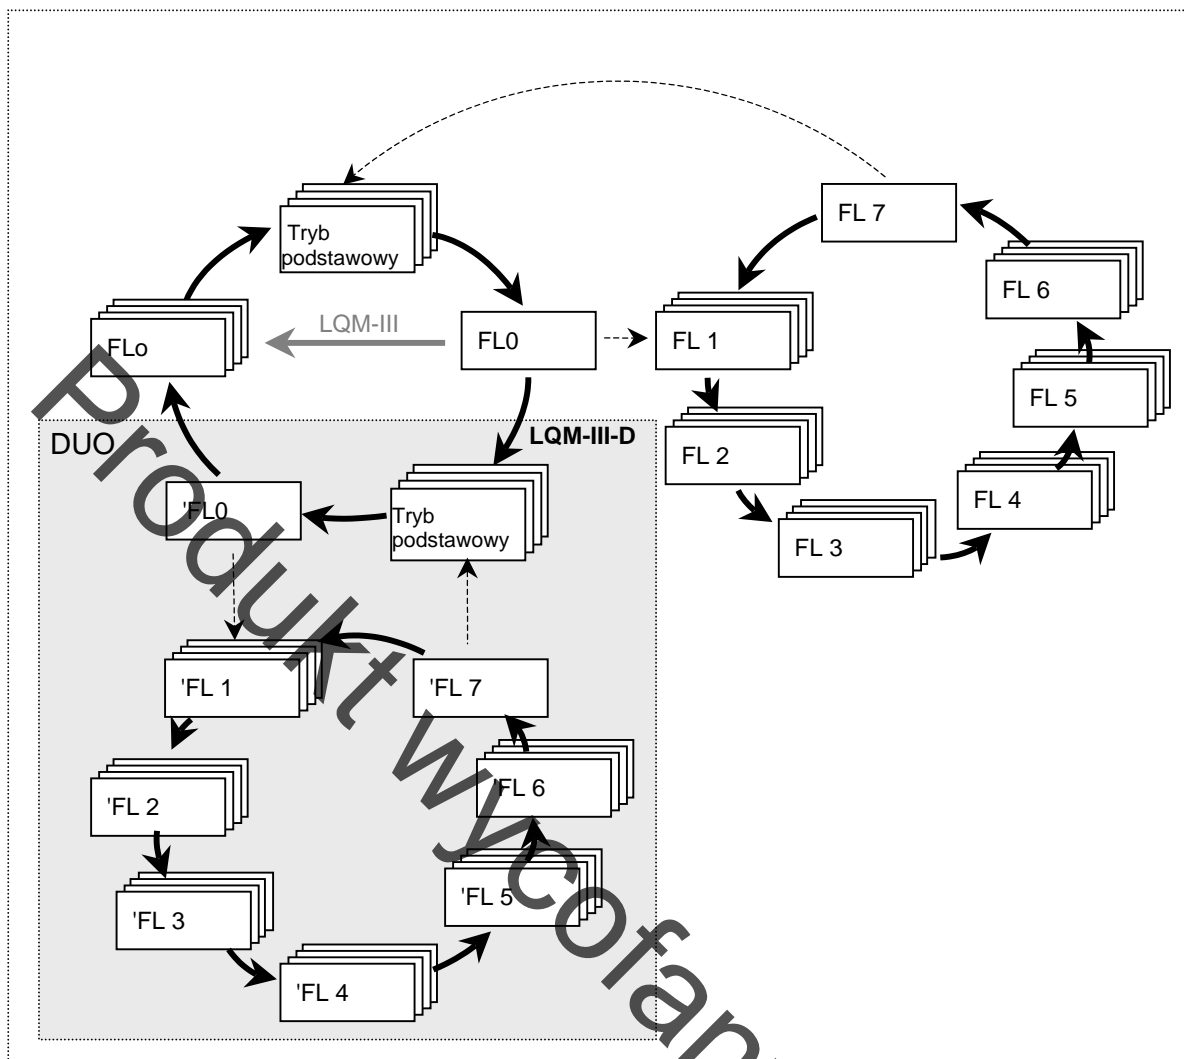 FL 7
Tryb
podstawowy
FL 6
LQM-III
FLo
FL0
FL 1
FL 5
DUO
LQM-III-D
FL 2
FL 4
'FL0
Tryb
podstawowy
FL 3
'FL 1
'FL 7
'FL 6
'FL 2
'FL 5
'FL 3
'FL 4
Produkt wycofan